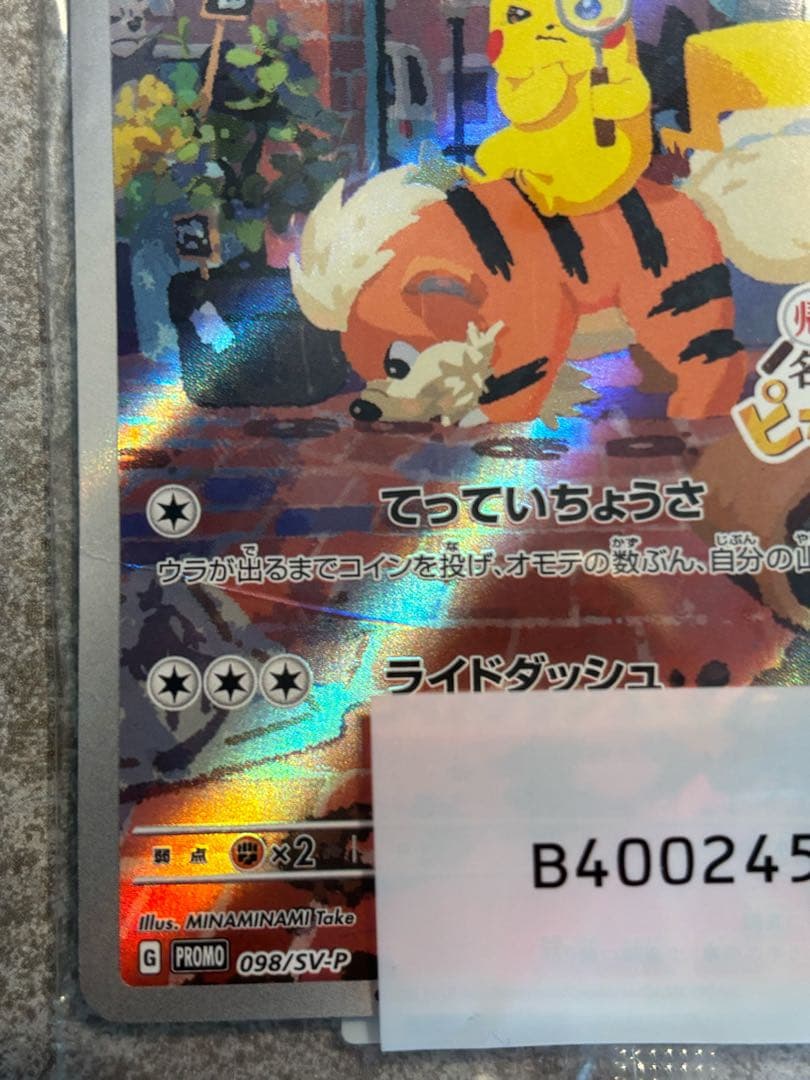 名
ピ
てっていちょうさ
ウラが出るまでコインを投げ、オモテの数ぶん、自分の山
ライドダッシュ
弱点 ×2
B400245
Illus. MINAMINAMI Take
G PROMO 098/SV-P